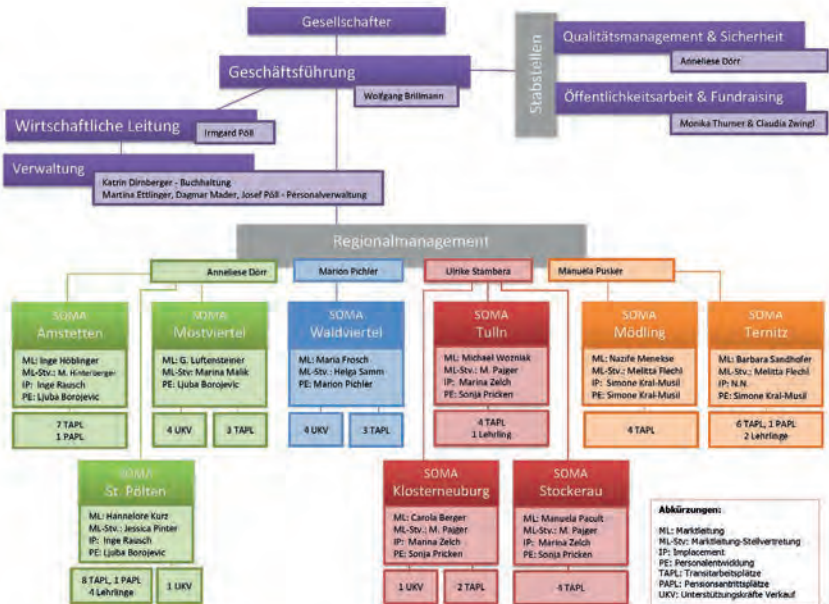 Gesellschafter
Geschäftsführung
Wolfgang Brillmann
Stabstellen
Qualitätsmanagement & Sicherheit
Anneliese Dörr
Öffentlichkeitsarbeit & Fundraising
Monika Thurner & Claudia Zwingl
Wirtschaftliche Leitung
Irmgard Pöll
Verwaltung
Katrin Dirnberger - Buchhaltung
Martina Ettlinger, Dagmar Mader, Josef Pöll - Personalverwaltung
Regionalmanagement
Anneliese Dörr
Marion Pichler
Ulrike Stambera
Manuela Pusker
SOMA
Amstetten
ML: Inge Höblinger
ML-Stv.: M. Hinterberger
IP: Inge Rausch
PE: Ljuba Borojevic
7 TAPL
1 PAPL
SOMA
Mostviertel
ML: G. Luftensteiner
ML-Stv: Marina Malik
PE: Ljuba Borojevic
4 UKV
3 TAPL
SOMA
Waldviertel
ML: Maria Frosch
ML-Stv.: Helga Samm
PE: Marion Pichler
4 UKV
3 TAPL
SOMA
Tulln
ML: Michael Wozniak
ML-Stv.: M. Pajger
IP: Marina Zelch
PE: Sonja Pricken
4 TAPL
1 Lehrling
SOMA
Mödling
ML: Nazife Menekse
ML-Stv.: Melitta Flechl
IP: Simone Kral-Musil
PE: Simone Kral-Musil
4 TAPL
SOMA
Ternitz
ML: Barbara Sandhofer
ML-Stv.: Melitta Flechl
IP: N.N.
PE: Simone Kral-Musil
6 TAPL, 1 PAPL
2 Lehrlinge
SOMA
St. Pölten
ML: Hannelore Kurz
ML-Stv.: Jessica Pinter
IP: Inge Rausch
PE: Ljuba Borojevic
8 TAPL, 1 PAPL
4 Lehrlinge
1 UKV
SOMA
Klosterneuburg
ML: Carola Berger
ML-Stv.: M. Pajger
IP: Marina Zelch
PE: Sonja Pricken
1 UKV
2 TAPL
SOMA
Stockerau
ML: Manuela Pacult
ML-Stv.: M. Pajger
IP: Marina Zelch
PE: Sonja Pricken
4 TAPL
Abkürzungen:
ML: Marktleitung
ML-Stv: Marktleitung-Stellvertretung
IP: Implacement
PE: Personalentwicklung
TAPL: Transitarbeitsplätze
PAPL: Pensionsantrittsplätze
UKV: Unterstützungskräfte Verkauf